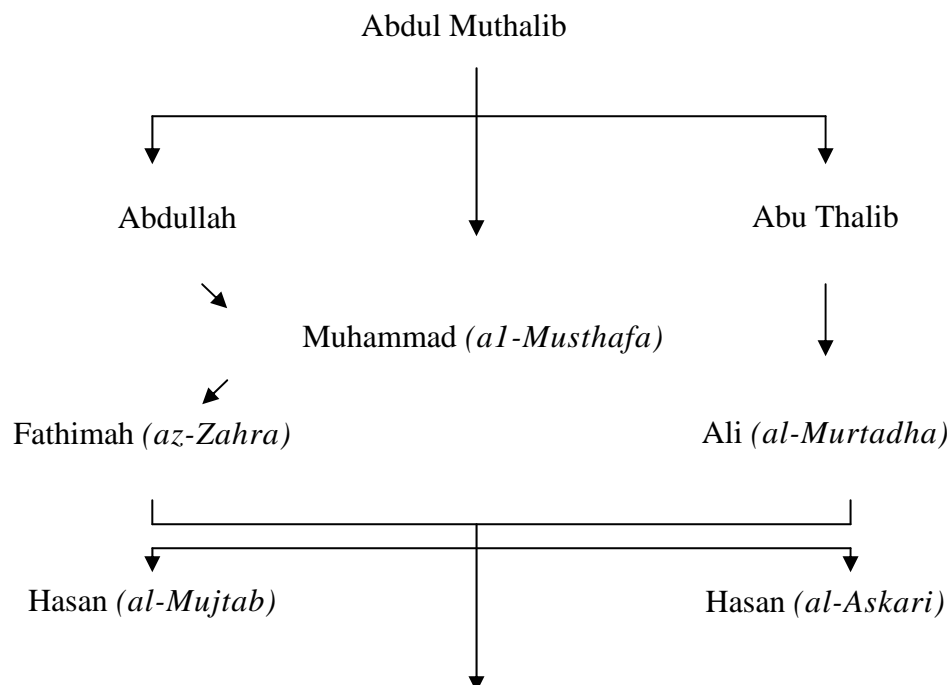 Abdul Muthalib
Abdullah Abu Thalib
Muhammad (a1-Musthafa)
Fathimah (az-Zahra) Ali (al-Murtadha)
Hasan (al-Mujtab) Hasan (al-Askari)